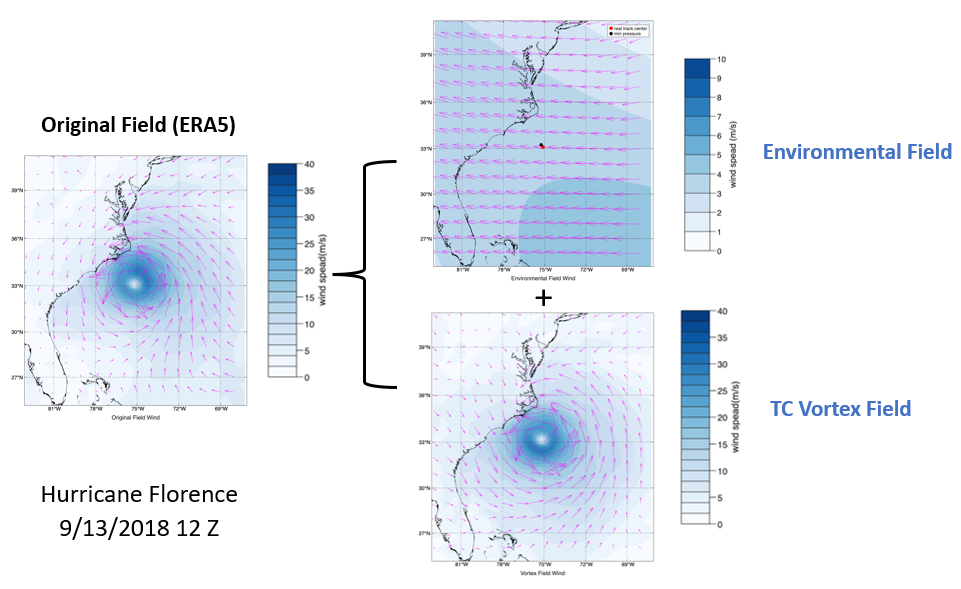 Original Field (ERA5)
39°N
36°N
33°N
30°N
27°N
81°W 78°W 75°W 72°W 69°W
Original Field Wind
40
35
30
25
20
15
10
5
0
wind spead(m/s)
Hurricane Florence
9/13/2018 12 Z
real track center
min pressure
39°N
36°N
33°N
30°N
27°N
81°W 78°W 75°W 72°W 69°W
Environmental Field Wind
10
9
8
7
6
5
4
3
2
1
0
wind spead (m/s)
Environmental Field
+
39°N
36°N
33°N
30°N
27°N
81°W 78°W 75°W 72°W 69°W
Vortex Field Wind
40
35
30
25
20
15
10
5
0
wind spead(m/s)
TC Vortex Field